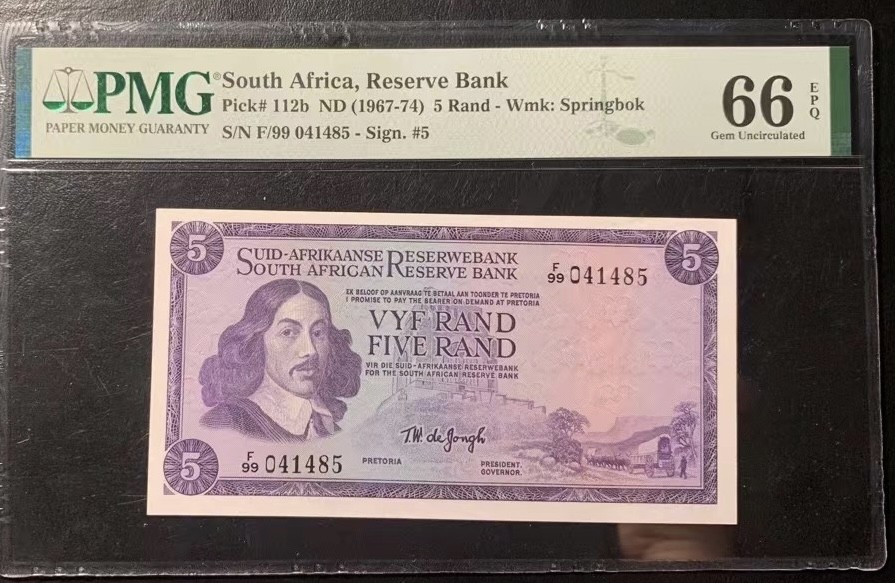 PMG®
PAPER MONEY GUARANTY
South Africa, Reserve Bank
Pick# 112b ND (1967-74) 5 Rand - Wmk: Springbok
S/N F/99 041485 - Sign. #5
66 EPQ
Gem Uncirculated
5
5
SUID-AFRIKAANSE RESERWEBANK
SOUTH AFRICAN RESERVE BANK
F/99 041485
EK BELOOF OP AANVRAAG TE BETAAL AAN TOONDER TE PRETORIA
I PROMISE TO PAY THE BEARER ON DEMAND AT PRETORIA
VYF RAND
FIVE RAND
VIR DIE SUID-AFRIKAANSE RESERWEBANK
FOR THE SOUTH AFRICAN RESERVE BANK
T.W. de Jongh
5
F/99 041485
PRETORIA
PRESIDENT.
GOVERNOR.
5